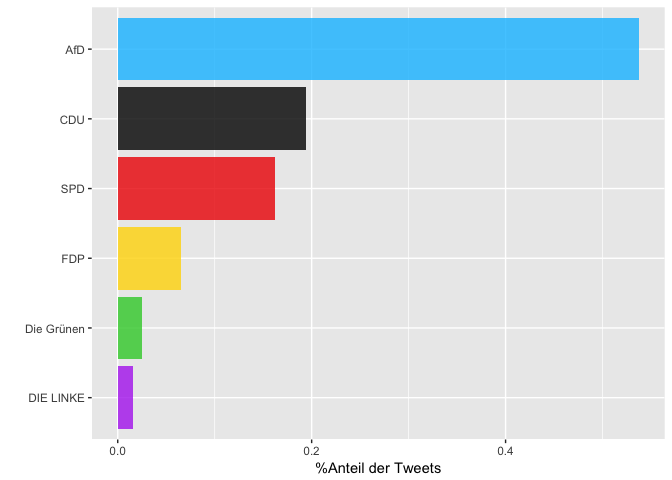 AfD
CDU
SPD
FDP
Die Grünen
DIE LINKE
0.0 0.2 0.4
%Anteil der Tweets